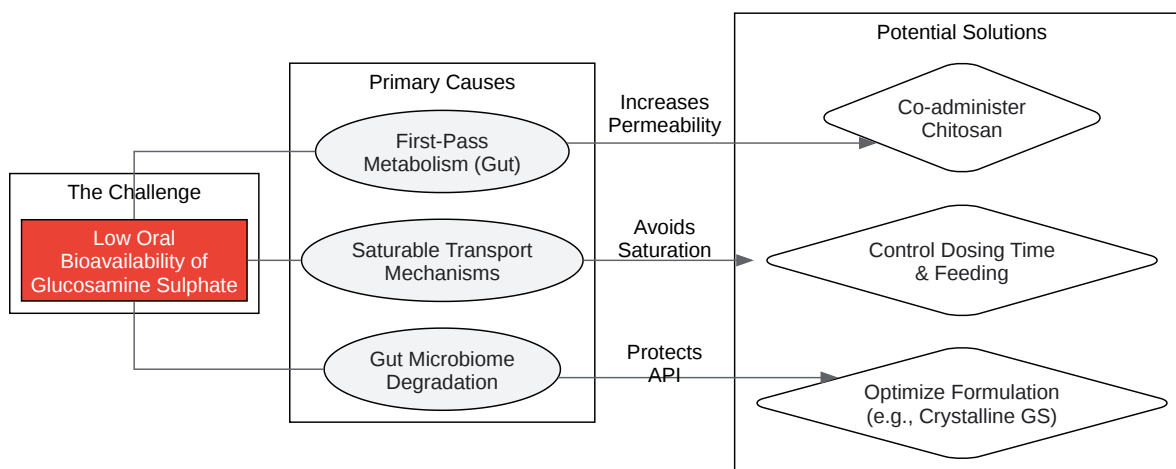 The Challenge
Low Oral
Bioavailability of
Glucosamine Sulphate
Primary Causes
First-Pass
Metabolism (Gut)
Saturable Transport
Mechanisms
Gut Microbiome
Degradation
Increases
Permeability
Avoids
Saturation
Protects
API
Potential Solutions
Co-administer
Chitosan
Control Dosing Time
& Feeding
Optimize Formulation
(e.g., Crystalline GS)